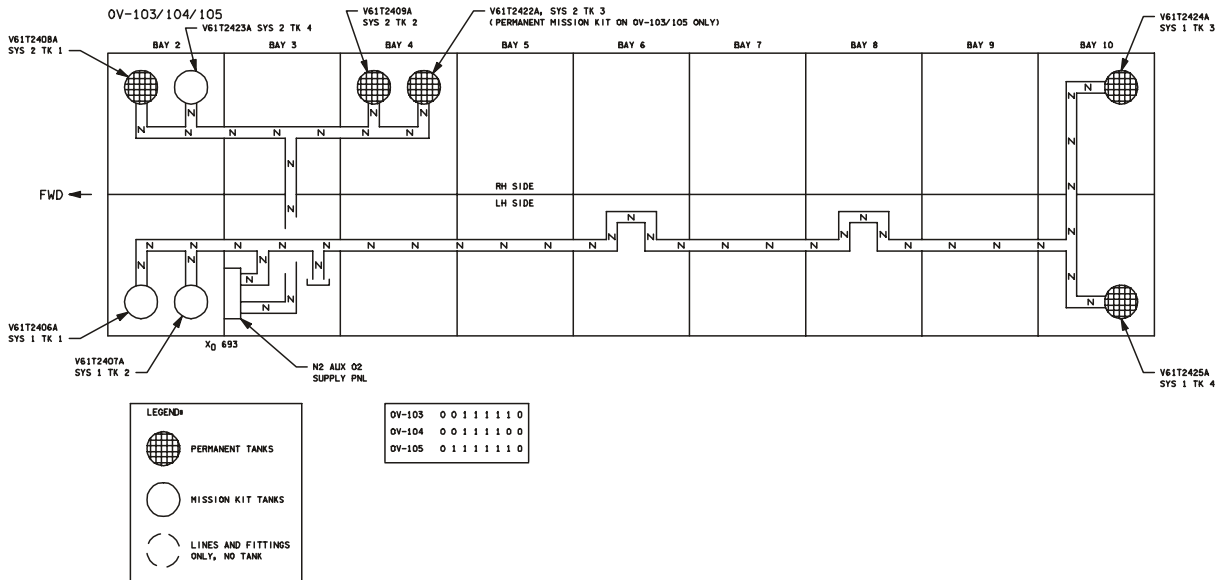 OV-103/104/105
V61T2408A
SYS 2 TK 1
V61T2423A SYS 2 TK 4
V61T2409A
SYS 2 TK 2
V61T2422A, SYS 2 TK 3
(PERMANENT MISSION KIT ON OV-103/105 ONLY)
V61T2424A
SYS 1 TK 3
BAY 2 BAY 3 BAY 4 BAY 5 BAY 6 BAY 7 BAY 8 BAY 9 BAY 10
N N N N N N N N N
N N N N
FWD
RH SIDE
LH SIDE
N N N N N N N N N N N N N N N N N N N N N N
N N N N N N N N
V61T2406A
SYS 1 TK 1
V61T2407A
SYS 1 TK 2
X0 693
N2 AUX O2
SUPPLY PNL
V61T2425A
SYS 1 TK 4
LEGEND:
PERMANENT TANKS
MISSION KIT TANKS
LINES AND FITTINGS
ONLY, NO TANK
OV-103 0 0 1 1 1 1 1 0
OV-104 0 0 1 1 1 1 0 0
OV-105 0 1 1 1 1 1 1 0